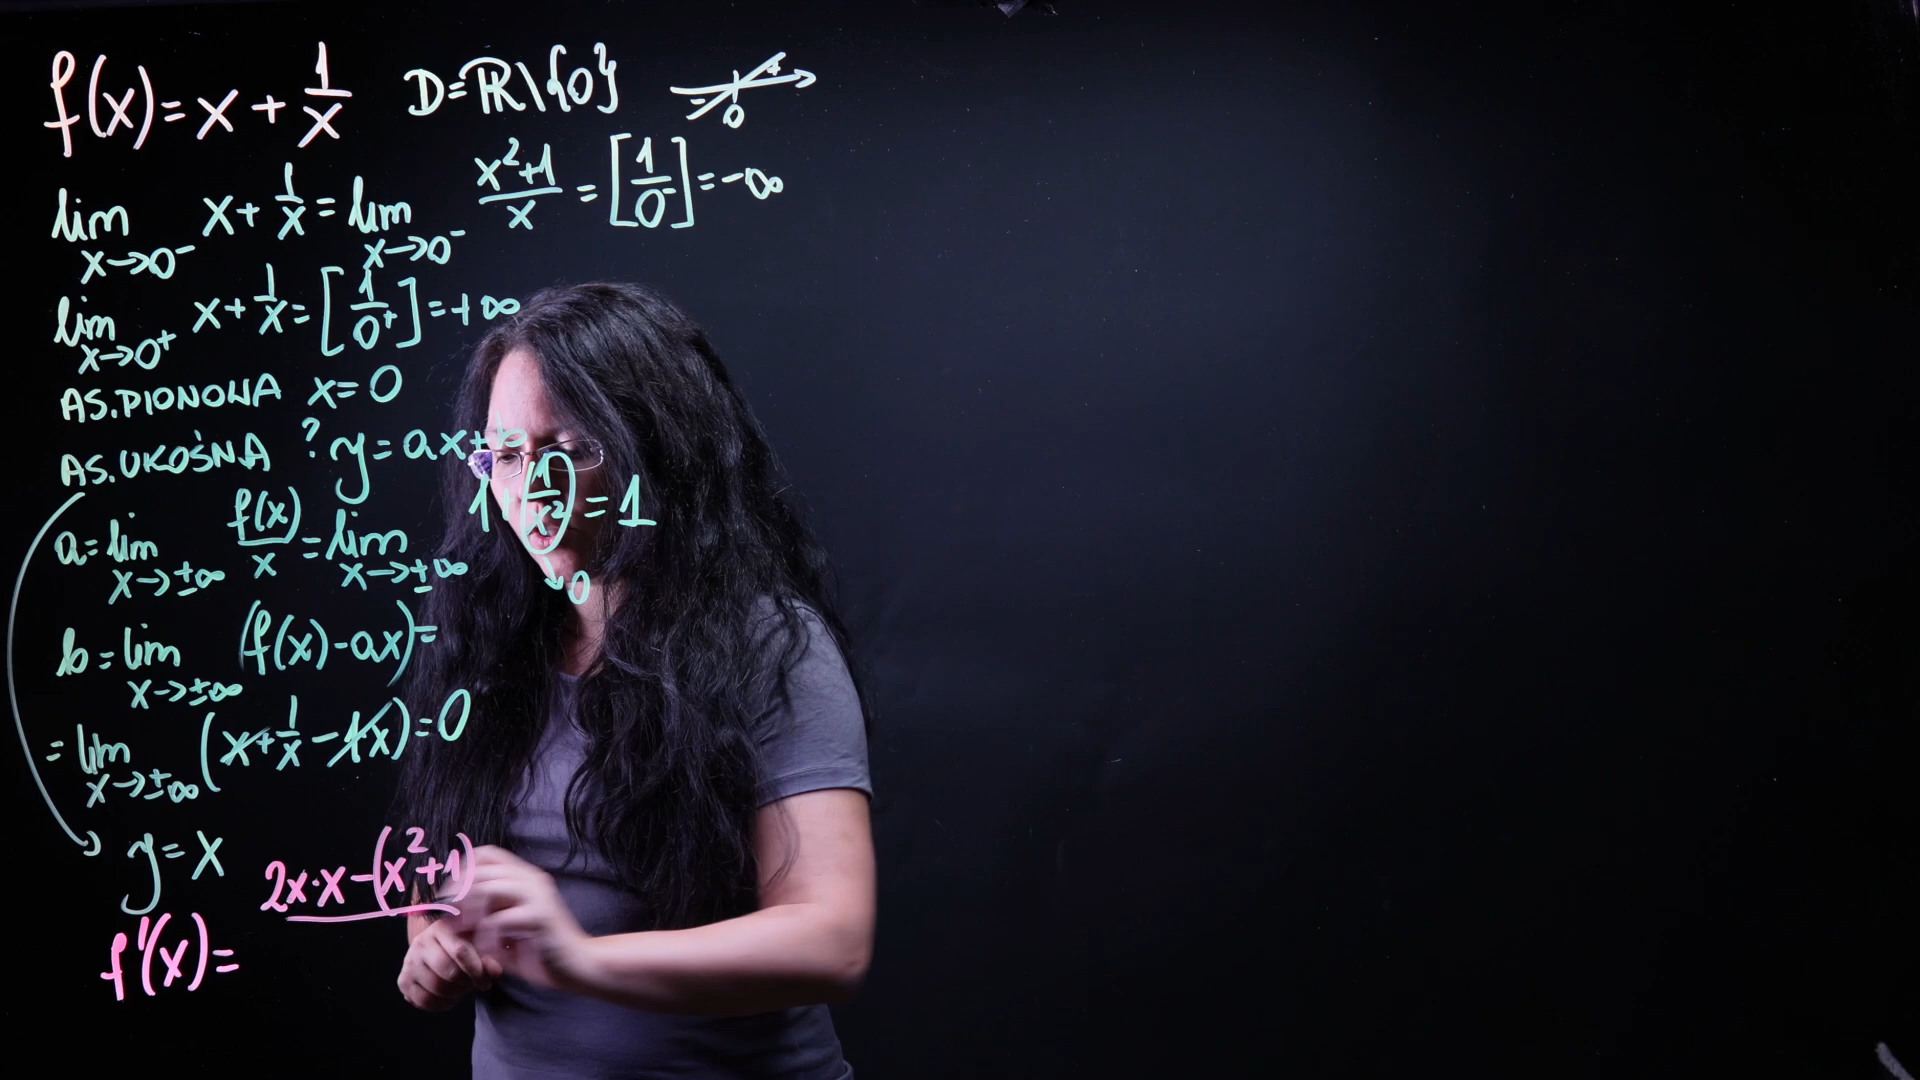 f(x)=x+1/x D=ℝ\{0} - + 0
lim x→0⁻ x+1/x=lim x→0⁻ (x²+1)/x=[1/0⁻]=-∞
lim x→0⁺ x+1/x=[1/0⁺]=+∞
AS.PIONOWA x=0
AS.UKOŚNA ? y=ax+b
a=lim x→±∞ f(x)/x=lim x→±∞ 1+(1/x²)=1
→0
b=lim x→±∞ (f(x)-ax)=
=lim x→±∞ (x+1/x-1x)=0
y=x
f'(x)= 2x·x-(x²+1)